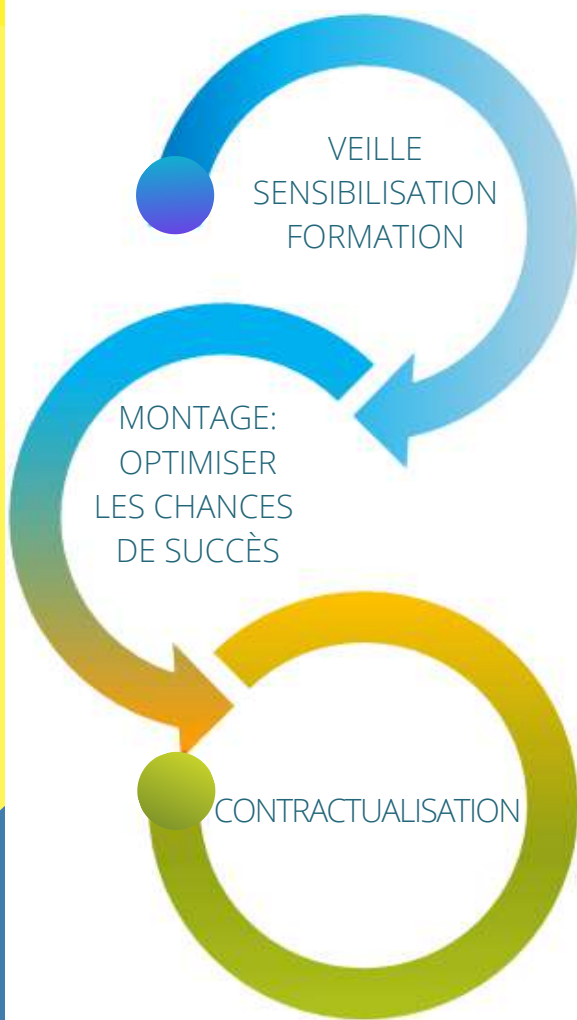 VEILLE
SENSIBILISATION
FORMATION
MONTAGE:
OPTIMISER
LES CHANCES
DE SUCCÈS
CONTRACTUALISATION